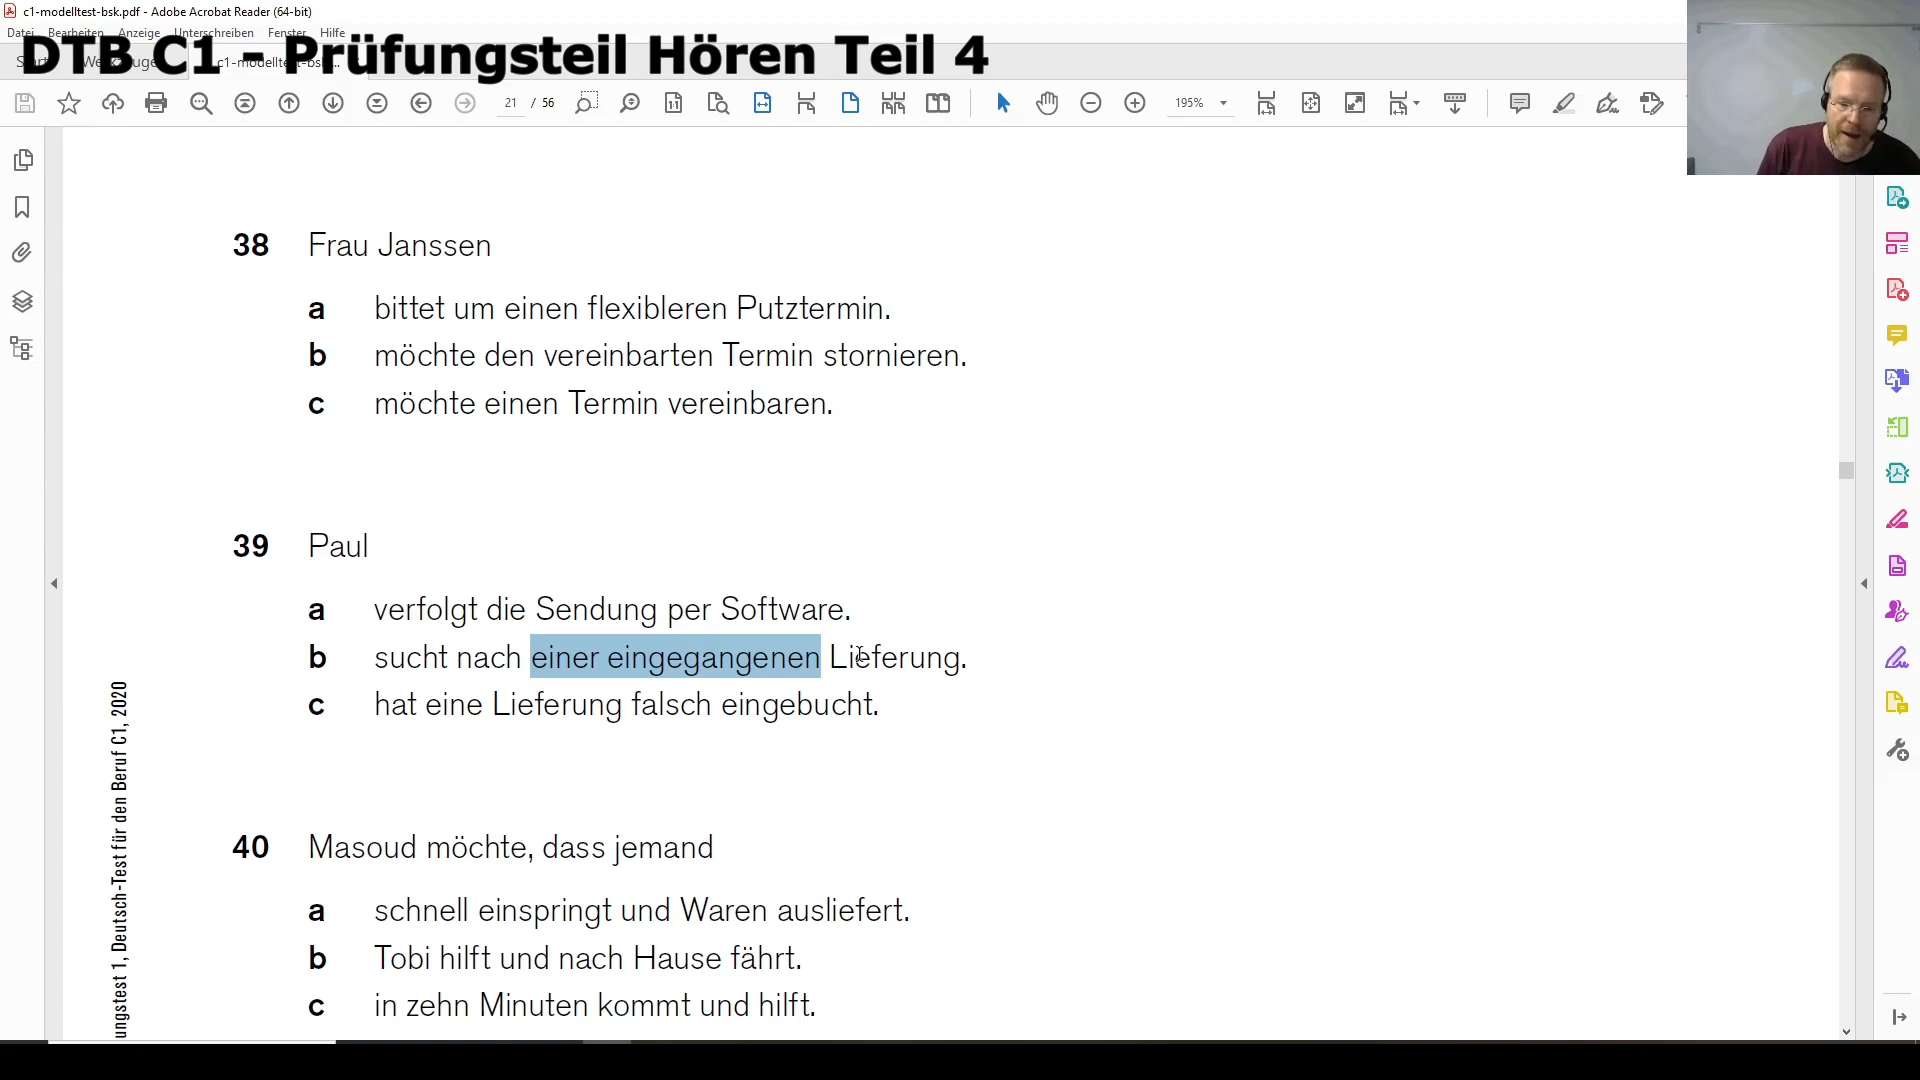 c1-modelltest-bsk.pdf - Adobe Acrobat Reader (64-bit)
Datei Bearbeiten Anzeige Unterschreiben Fenster Hilfe
DTB C1 - Prüfungsteil Hören Teil 4
c1-modelltest-bs...
21 / 56
195%
38 Frau Janssen
a bittet um einen flexibleren Putztermin.
b möchte den vereinbarten Termin stornieren.
c möchte einen Termin vereinbaren.
39 Paul
a verfolgt die Sendung per Software.
b sucht nach einer eingegangenen Lieferung.
c hat eine Lieferung falsch eingebucht.
40 Masoud möchte, dass jemand
a schnell einspringt und Waren ausliefert.
b Tobi hilft und nach Hause fährt.
c in zehn Minuten kommt und hilft.
ungstest 1, Deutsch-Test für den Beruf C1, 2020